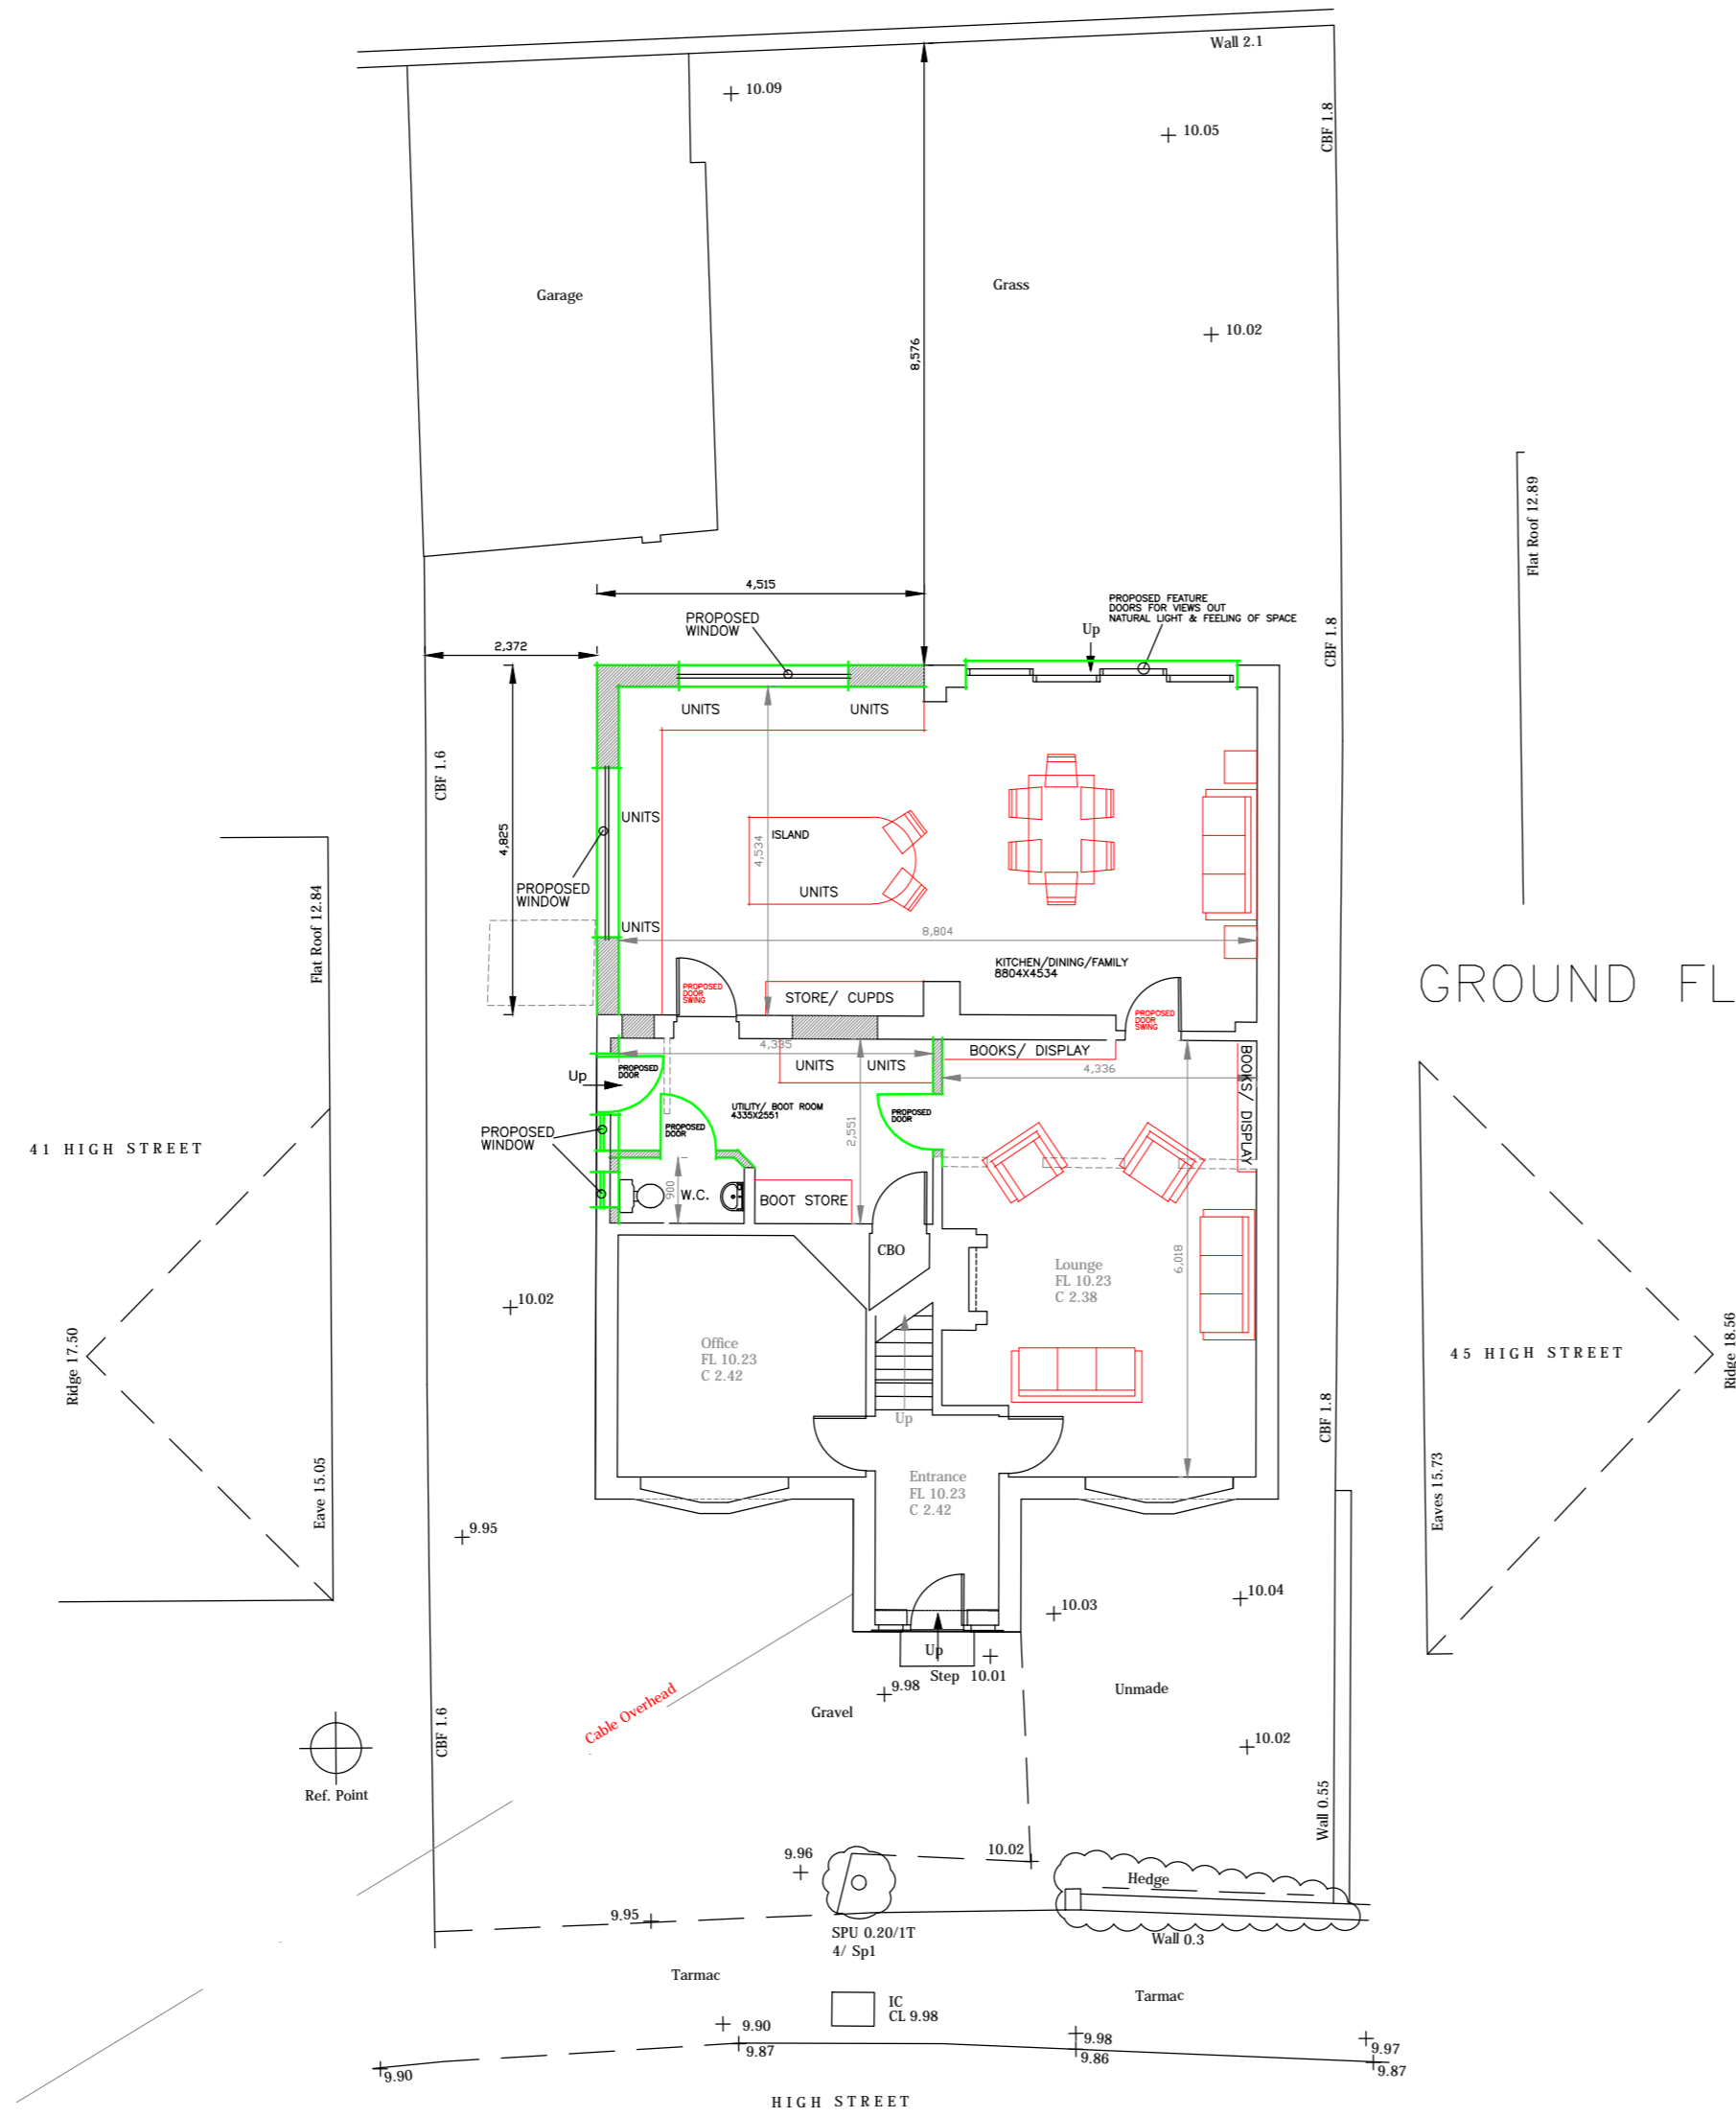 Wall 2.1
10.09
10.05
CBF 1.8
Garage
Grass
10.02
8,576
Flat Roof 12.89
4,515
PROPOSED
WINDOW
PROPOSED FEATURE
DOORS FOR VIEWS OUT
NATURAL LIGHT & FEELING OF SPACE
Up
CBF 1.8
2,372
UNITS
UNITS
CBF 1.6
4,825
UNITS
ISLAND
4,534
UNITS
PROPOSED
WINDOW
UNITS
8,804
Flat Roof 12.84
KITCHEN/DINING/FAMILY
8804X4534
GROUND FL
PROPOSED
DOOR
SWING
STORE/ CUPDS
PROPOSED
DOOR
SWING
4,335
BOOKS/ DISPLAY
UNITS
UNITS
4,336
BOOKS/ DISPLAY
Up
PROPOSED
DOOR
UTILITY/ BOOT ROOM
4335X2551
2,551
PROPOSED
DOOR
PROPOSED
DOOR
PROPOSED
WINDOW
41 HIGH STREET
900
W.C.
BOOT STORE
CBO
Lounge
FL 10.23
C 2.38
6,018
10.02
Office
FL 10.23
C 2.42
Ridge 17.50
45 HIGH STREET
Ridge 18.56
Up
CBF 1.8
Eave 15.05
Entrance
FL 10.23
C 2.42
Eaves 15.73
9.95
10.03
10.04
Up
Step 10.01
9.98
Gravel
Unmade
Cable Overhead
CBF 1.6
10.02
Ref. Point
Wall 0.55
9.96
10.02
Hedge
9.95
SPU 0.20/1T
4/ Sp1
Wall 0.3
Tarmac
Tarmac
IC
CL 9.98
9.90
9.87
9.98
9.86
9.97
9.87
9.90
HIGH STREET